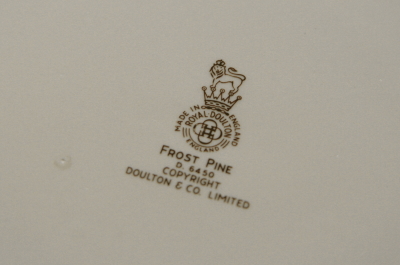 MADE IN ENGLAND
ROYAL DOULTON
ENGLAND
FROST PINE
D. 6450
COPYRIGHT
DOULTON & CO. LIMITED